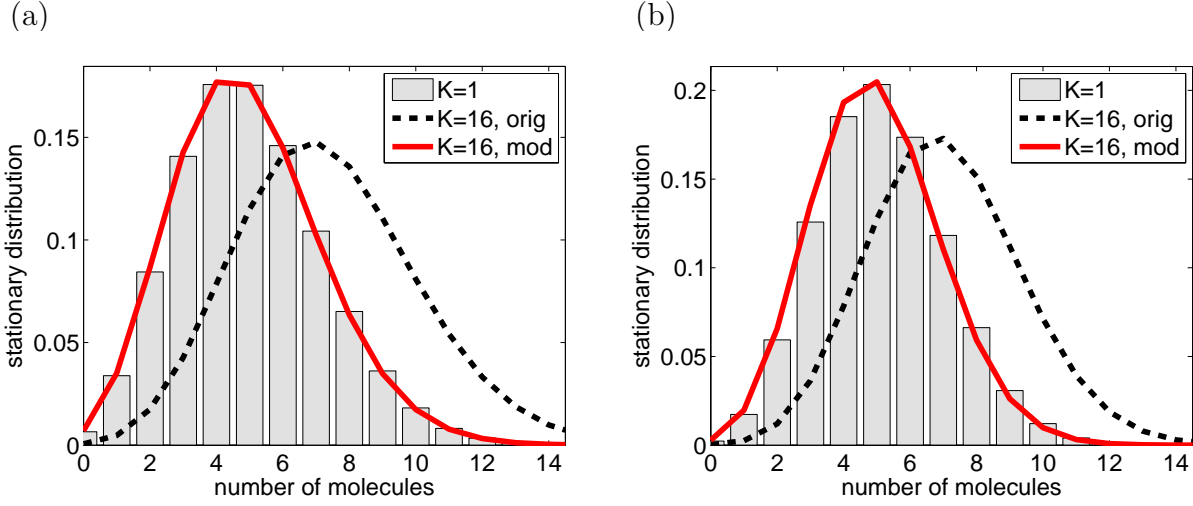 (a)
K=1
K=16, orig
K=16, mod
stationary distribution
0.15
0.1
0.05
0
0 2 4 6 8 10 12 14
number of molecules
(b)
K=1
K=16, orig
K=16, mod
stationary distribution
0.2
0.15
0.1
0.05
0
0 2 4 6 8 10 12 14
number of molecules